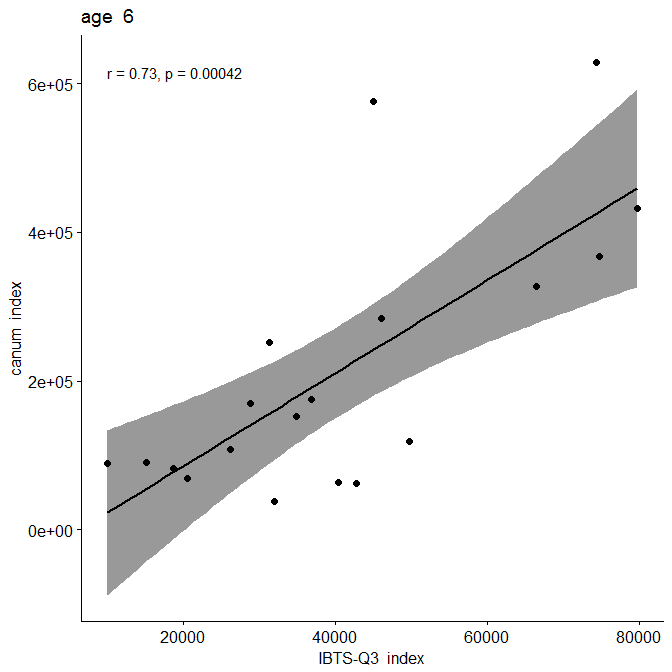 age 6
r = 0.73, p = 0.00042
6e+05
4e+05
2e+05
0e+00
canum index
20000 40000 60000 80000
IBTS-Q3 index